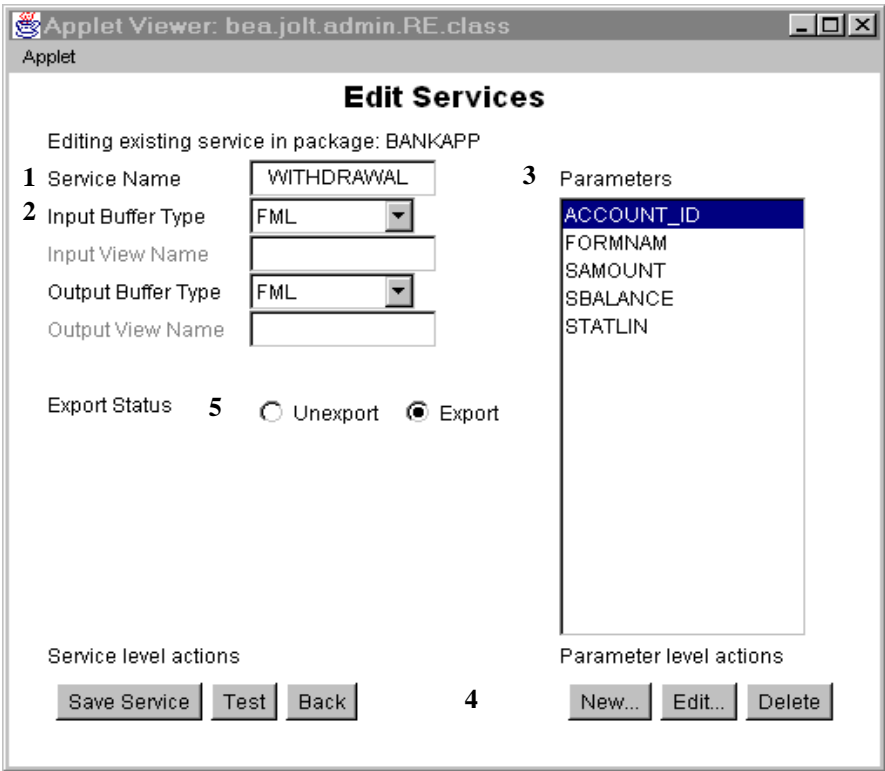 Applet Viewer: bea.jolt.admin.RE.class
Applet
Edit Services
Editing existing service in package: BANKAPP
1 Service Name WITHDRAWAL
2 Input Buffer Type FML
Input View Name
Output Buffer Type FML
Output View Name
Export Status 5 Unexport Export
3 Parameters
ACCOUNT_ID
FORMNAM
SAMOUNT
SBALANCE
STATLIN
Service level actions
Save Service Test Back
4
Parameter level actions
New... Edit... Delete